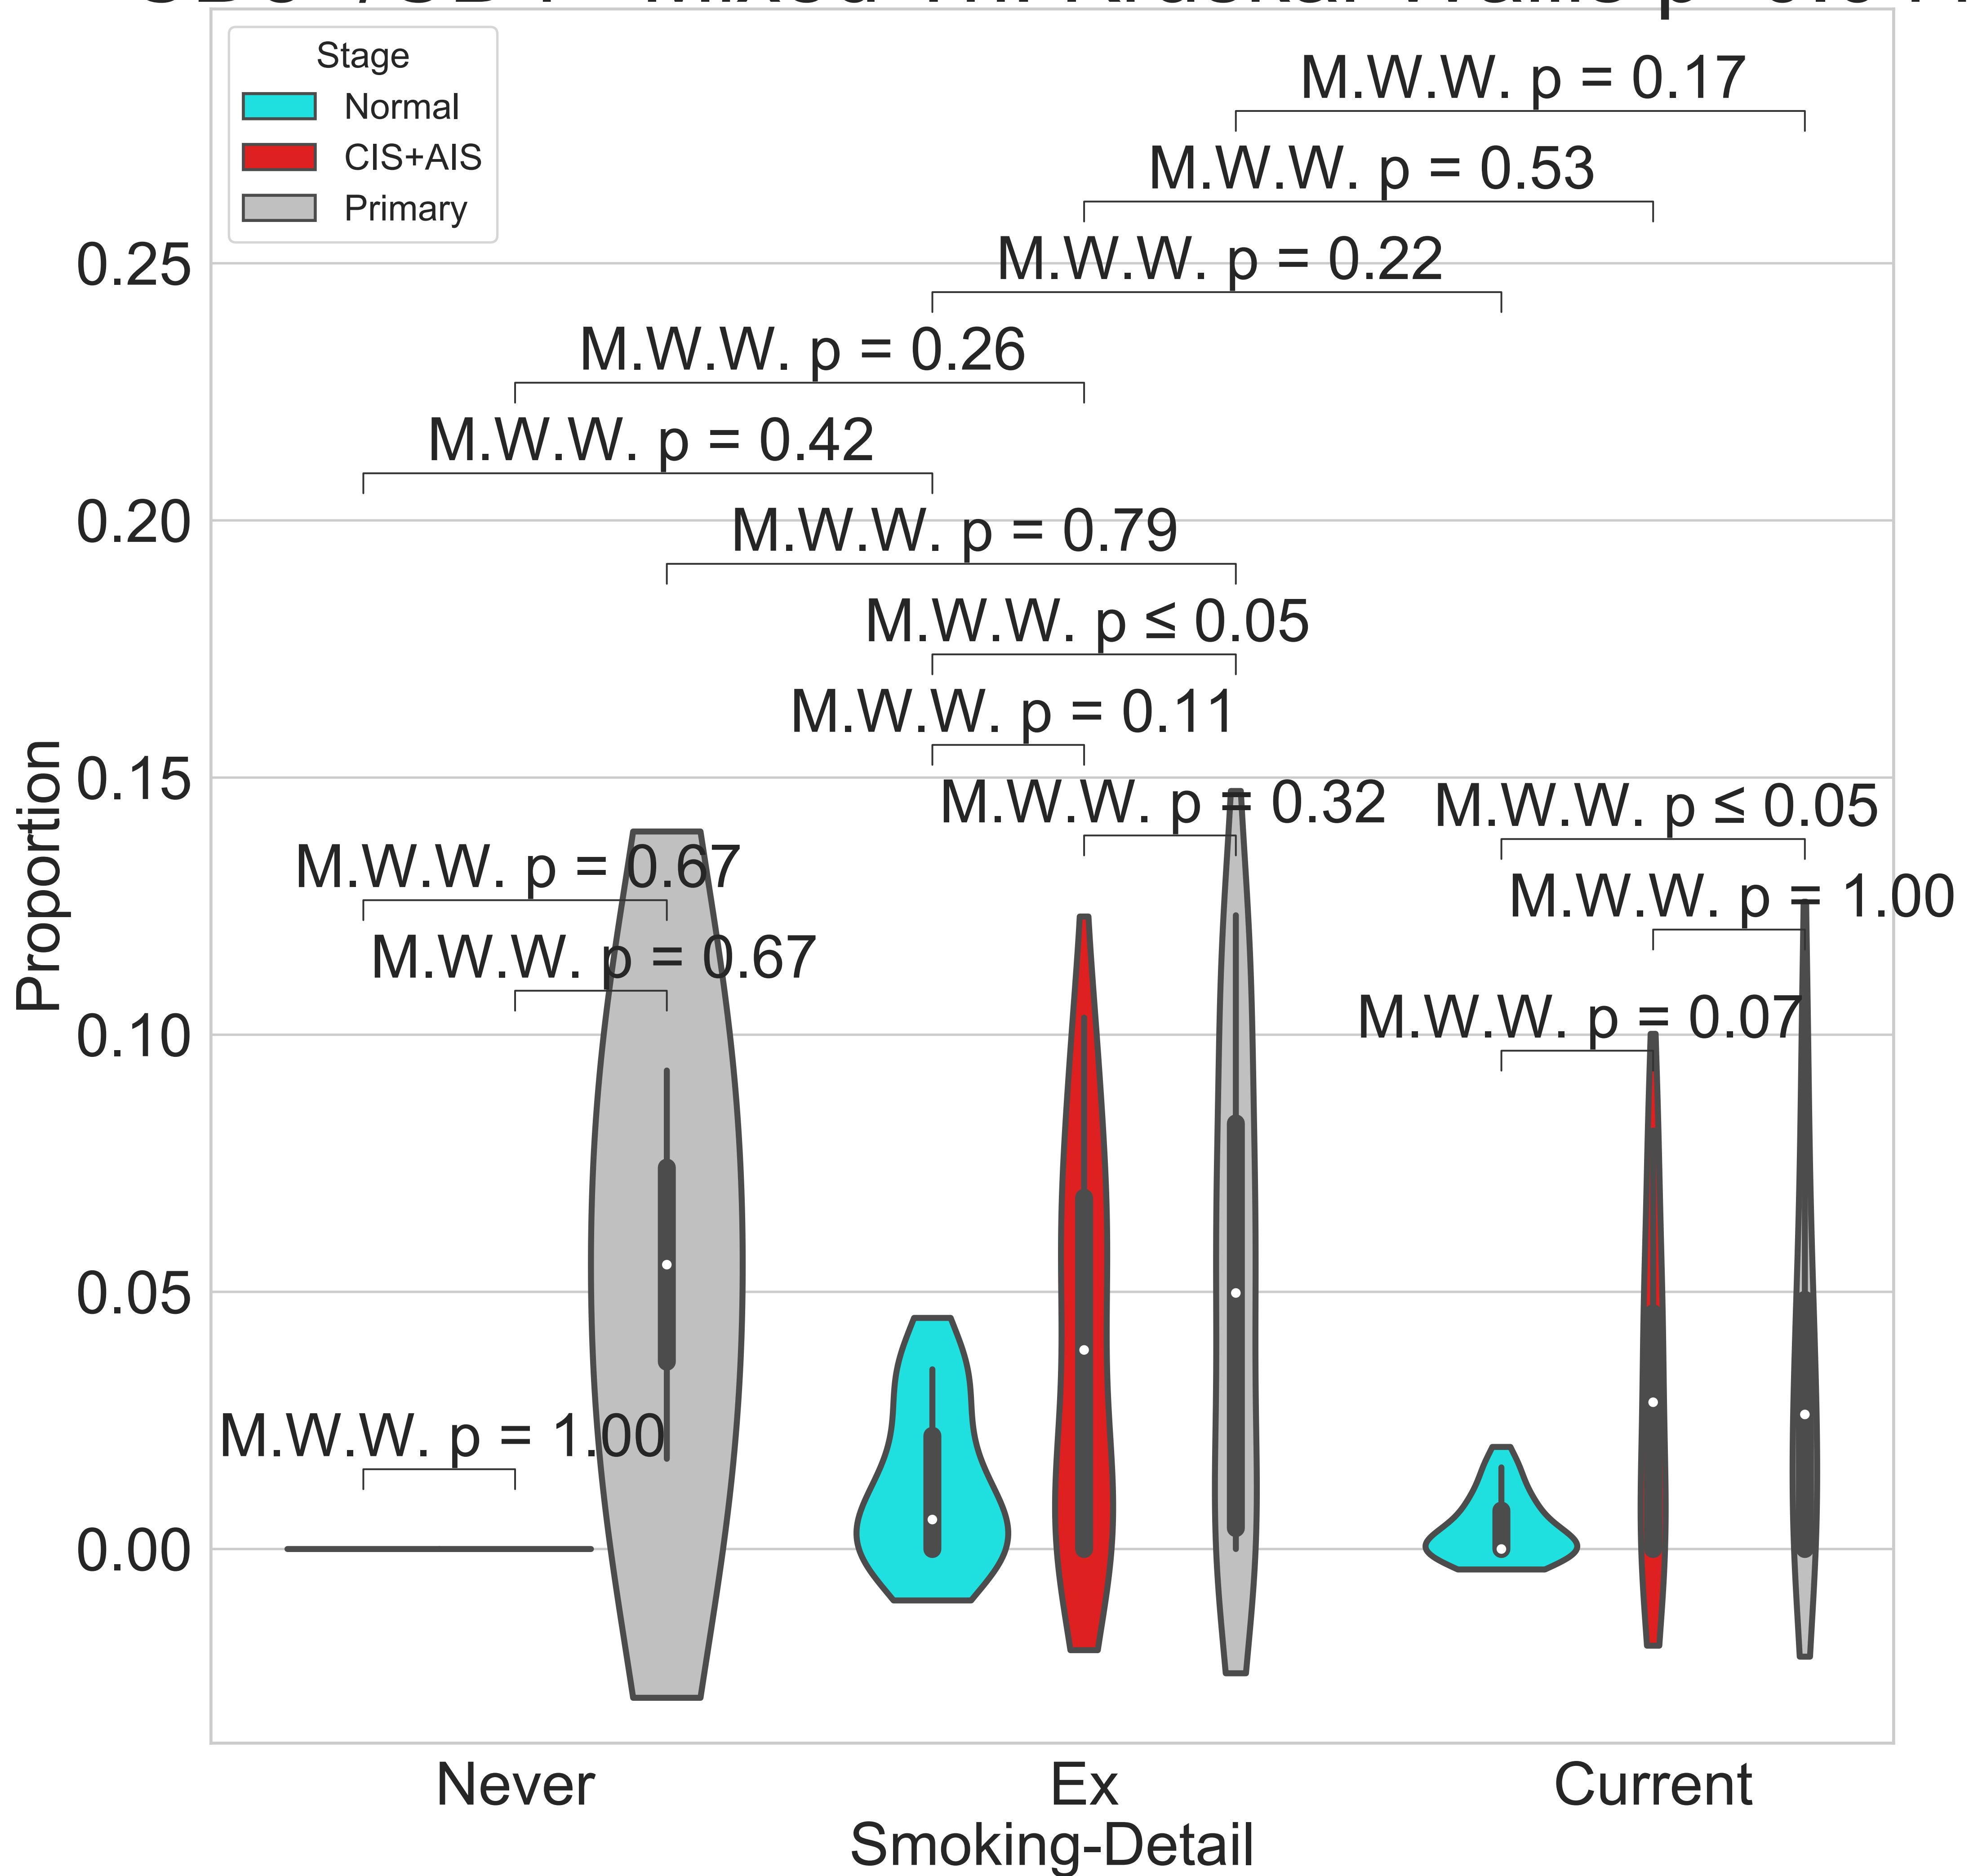 Stage
Normal
CIS+AIS
Primary
M.W.W. p = 0.17
M.W.W. p = 0.53
M.W.W. p = 0.22
M.W.W. p = 0.26
M.W.W. p = 0.42
M.W.W. p = 0.79
M.W.W. p ≤ 0.05
M.W.W. p = 0.11
M.W.W. p = 0.32
M.W.W. p ≤ 0.05
M.W.W. p = 0.67
M.W.W. p = 1.00
M.W.W. p = 0.67
M.W.W. p = 0.07
M.W.W. p = 1.00
0.25
0.20
0.15
0.10
0.05
0.00
Proportion
Never
Ex
Current
Smoking-Detail